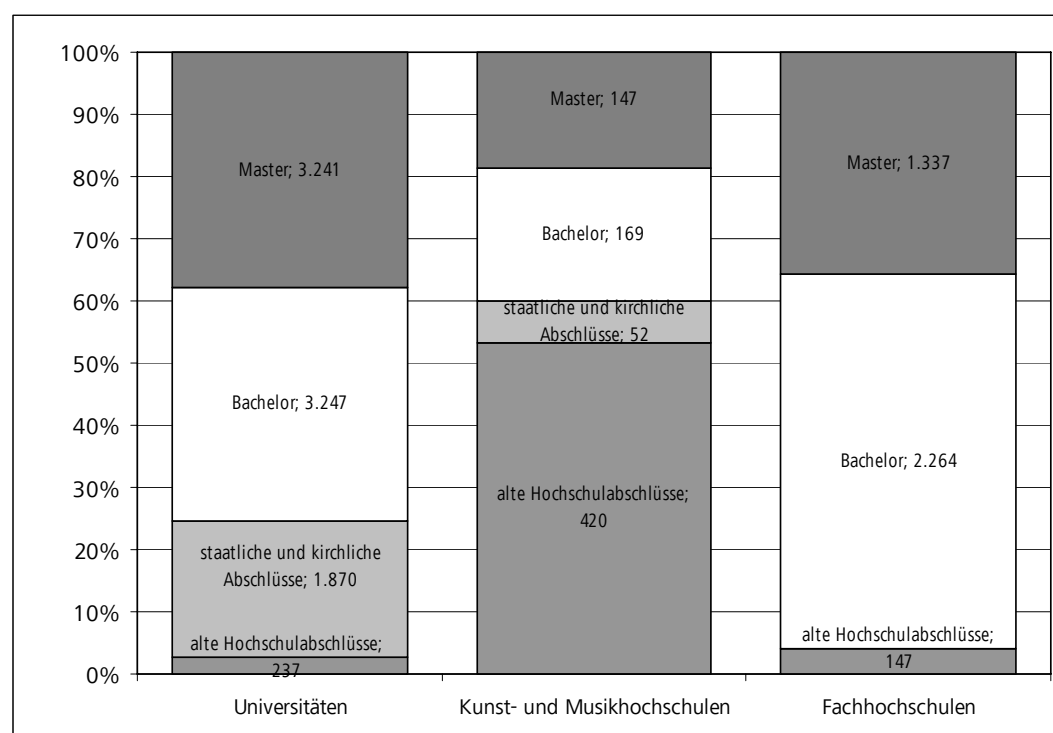 100%
90%
80%
70%
60%
50%
40%
30%
20%
10%
0%
Master; 3.241
Bachelor; 3.247
staatliche und kirchliche
Abschlüsse; 1.870
alte Hochschulabschlüsse;
237
Master; 147
Bachelor; 169
staatliche und kirchliche
Abschlüsse; 52
alte Hochschulabschlüsse;
420
Master; 1.337
Bachelor; 2.264
alte Hochschulabschlüsse;
147
Universitäten
Kunst- und Musikhochschulen
Fachhochschulen